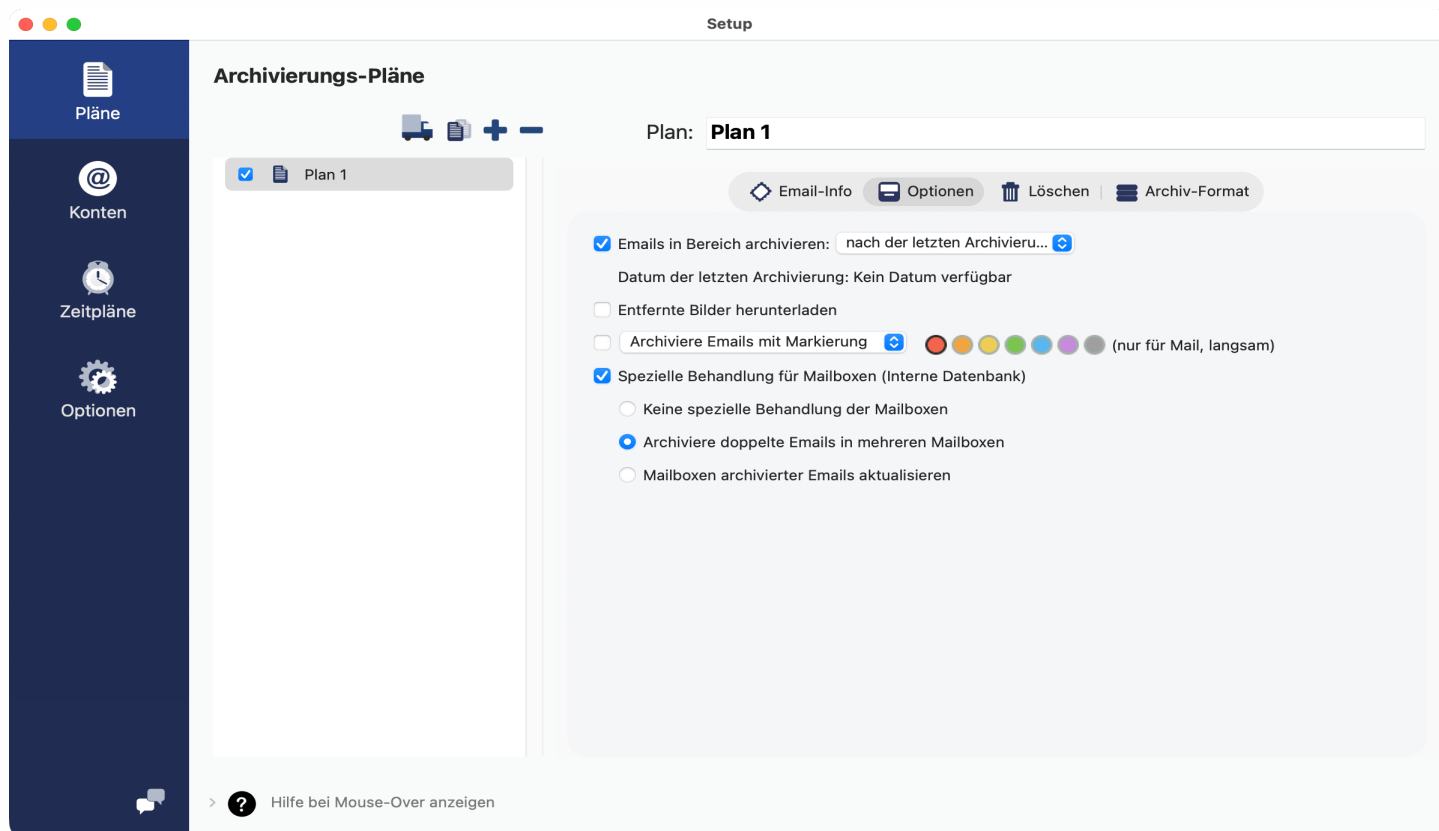 Setup
Pläne
Konten
Zeitpläne
Optionen
Archivierungs-Pläne
Plan 1
Plan: Plan 1
Email-Info Optionen Löschen Archiv-Format
Emails in Bereich archivieren: nach der letzten Archivieru...
Datum der letzten Archivierung: Kein Datum verfügbar
Entfernte Bilder herunterladen
Archiviere Emails mit Markierung (nur für Mail, langsam)
Spezielle Behandlung für Mailboxen (Interne Datenbank)
Keine spezielle Behandlung der Mailboxen
Archiviere doppelte Emails in mehreren Mailboxen
Mailboxen archivierter Emails aktualisieren
Hilfe bei Mouse-Over anzeigen